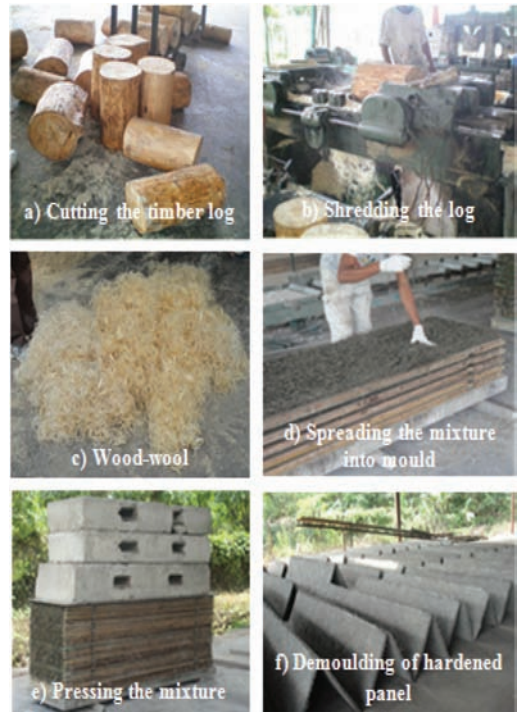 a) Cutting the timber log
b) Shredding the log
c) Wood-wool
d) Spreading the mixture
into mould
e) Pressing the mixture
f) Demoulding of hardened
panel